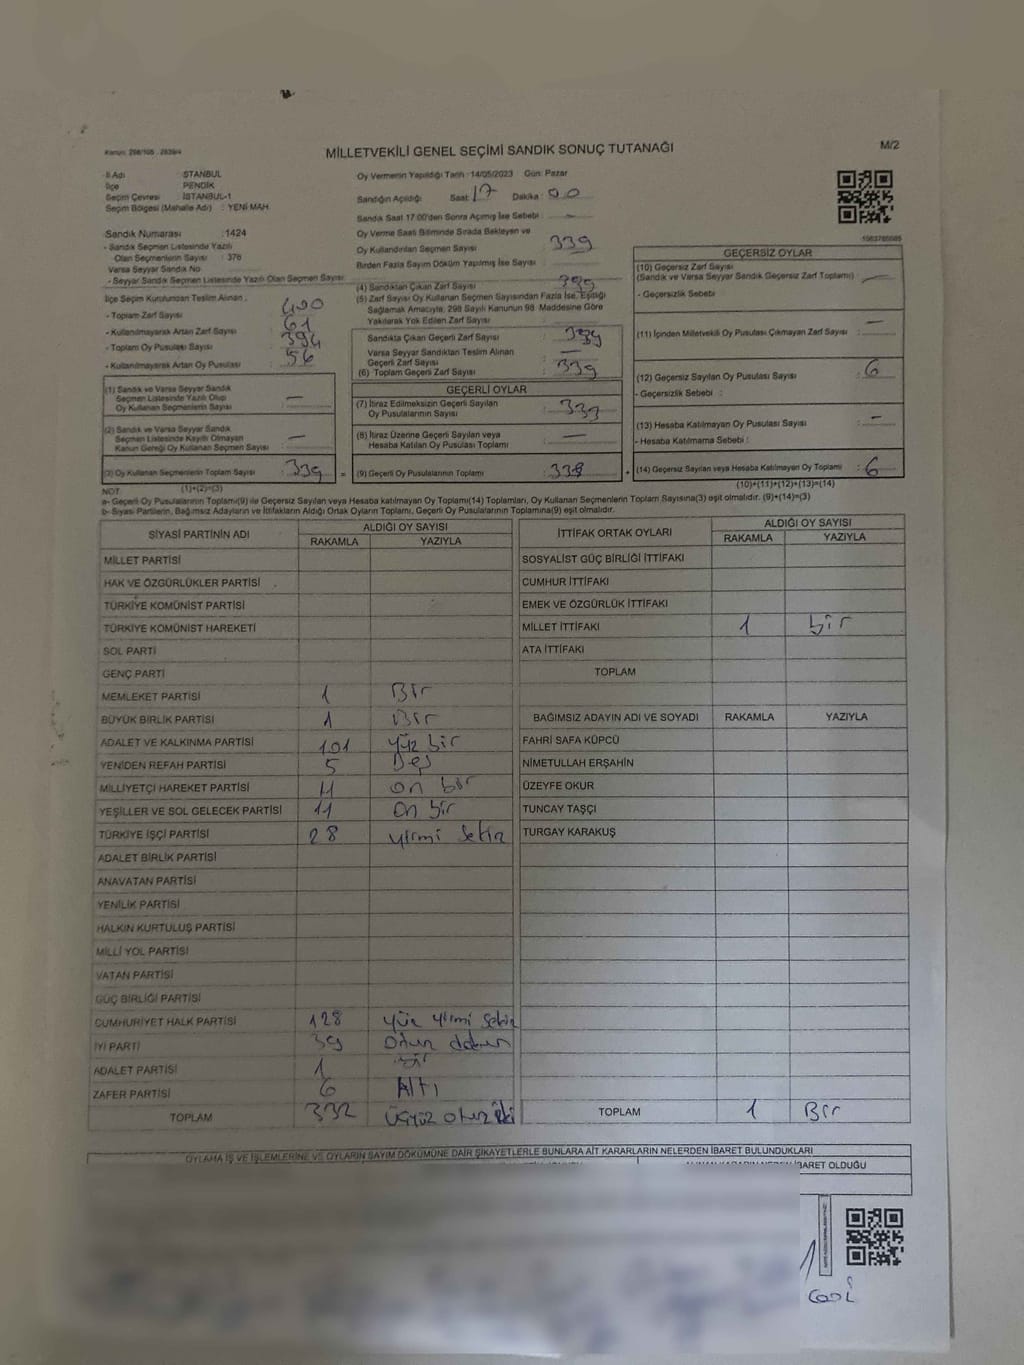 Kanun: 298/105 , 2839/4
MİLLETVEKİLİ GENEL SEÇİMİ SANDIK SONUÇ TUTANAĞI
M/2
İl Adı : İSTANBUL
İlçe : PENDİK
Seçim Çevresi : İSTANBUL-1
Seçim Bölgesi (Mahalle Adı) : YENİ MAH.
Oy Vermenin Yapıldığı Tarih : 14/05/2023 Gün: Pazar
Sandığın Açıldığı Saat: 17 Dakika: 00
Sandık Saat 17:00'den Sonra Açılmış İse Sebebi : —
Sandık Numarası : 1424
- Sandık Seçmen Listesinde Yazılı
Olan Seçmenlerin Sayısı : 376
Varsa Seyyar Sandık No
- Seyyar Sandık Seçmen Listesinde Yazılı Olan Seçmen Sayısı:
Oy Verme Saati Bitiminde Sırada Bekleyen ve
Oy Kullandırılan Seçmen Sayısı : 339
Birden Fazla Sayım Döküm Yapılmış İse Sayısı :
1063786685
İlçe Seçim Kurulundan Teslim Alınan :
- Toplam Zarf Sayısı : 400
- Kullanılmayarak Artan Zarf Sayısı : 61
- Toplam Oy Pusulası Sayısı : 394
- Kullanılmayarak Artan Oy Pusulası : 56
(4) Sandıktan Çıkan Zarf Sayısı : 339
(5) Zarf Sayısı Oy Kullanan Seçmen Sayısından Fazla İse, Eşitliği
Sağlamak Amacıyla, 298 Sayılı Kanunun 98. Maddesine Göre
Yakılarak Yok Edilen Zarf Sayısı :
Sandıkta Çıkan Geçerli Zarf Sayısı : 339
Varsa Seyyar Sandıktan Teslim Alınan
Geçerli Zarf Sayısı : —
(6) Toplam Geçerli Zarf Sayısı : 339
GEÇERSİZ OYLAR
(10) Geçersiz Zarf Sayısı
(Sandık ve Varsa Seyyar Sandık Geçersiz Zarf Toplamı) : —
- Geçersizlik Sebebi :
(11) İçinden Milletvekili Oy Pusulası Çıkmayan Zarf Sayısı : —
(12) Geçersiz Sayılan Oy Pusulası Sayısı : 6
- Geçersizlik Sebebi :
(13) Hesaba Katılmayan Oy Pusulası Sayısı : —
- Hesaba Katılmama Sebebi :
(14) Geçersiz Sayılan veya Hesaba Katılmayan Oy Toplamı : 6
(10)+(11)+(12)+(13)=(14)
(1) Sandık ve Varsa Seyyar Sandık
Seçmen Listesinde Yazılı Olup
Oy Kullanan Seçmenlerin Sayısı : —
(2) Sandık ve Varsa Seyyar Sandık
Seçmen Listesinde Kayıtlı Olmayan
Kanun Gereği Oy Kullanan Seçmen Sayısı : —
(3) Oy Kullanan Seçmenlerin Toplam Sayısı : 339
(1)+(2)=(3)
GEÇERLİ OYLAR
(7) İtiraz Edilmeksizin Geçerli Sayılan
Oy Pusulalarının Sayısı : 333
(8) İtiraz Üzerine Geçerli Sayılan veya
Hesaba Katılan Oy Pusulası Toplamı : —
= (9) Geçerli Oy Pusulalarının Toplamı : +
NOT:
a- Geçerli Oy Pusulalarının Toplamı(9) ile Geçersiz Sayılan veya Hesaba katılmayan Oy Toplamı(14) Toplamları, Oy Kullanan Seçmenlerin Toplam Sayısına(3) eşit olmalıdır. (9)+(14)=(3)
b- Siyasi Partilerin, Bağımsız Adayların ve İttifakların Aldığı Ortak Oyların Toplamı, Geçerli Oy Pusulalarının Toplamına(9) eşit olmalıdır.
SİYASİ PARTİNİN ADI ALDIĞI OY SAYISI
RAKAMLA YAZIYLA
MİLLET PARTİSİ
HAK VE ÖZGÜRLÜKLER PARTİSİ
TÜRKİYE KOMÜNİST PARTİSİ
TÜRKİYE KOMÜNİST HAREKETİ
SOL PARTİ
GENÇ PARTİ
MEMLEKET PARTİSİ 1 Bir
BÜYÜK BİRLİK PARTİSİ 1 Bir
ADALET VE KALKINMA PARTİSİ 101 yüz bir
YENİDEN REFAH PARTİSİ 5 Beş
MİLLİYETÇİ HAREKET PARTİSİ 11 on bir
YEŞİLLER VE SOL GELECEK PARTİSİ 11 on bir
TÜRKİYE İŞÇİ PARTİSİ 28 yirmi sekiz
ADALET BİRLİK PARTİSİ
ANAVATAN PARTİSİ
YENİLİK PARTİSİ
HALKIN KURTULUŞ PARTİSİ
MİLLİ YOL PARTİSİ
VATAN PARTİSİ
GÜÇ BİRLİĞİ PARTİSİ
CUMHURİYET HALK PARTİSİ 128 yüz yirmi sekiz
İYİ PARTİ 39 otuz dokuz
ADALET PARTİSİ 1 bir
ZAFER PARTİSİ 6 Altı
TOPLAM 332 üçyüz otuz iki
İTTİFAK ORTAK OYLARI ALDIĞI OY SAYISI
RAKAMLA YAZIYLA
SOSYALİST GÜÇ BİRLİĞİ İTTİFAKI
CUMHUR İTTİFAKI
EMEK VE ÖZGÜRLÜK İTTİFAKI
MİLLET İTTİFAKI 1 bir
ATA İTTİFAKI
TOPLAM
BAĞIMSIZ ADAYIN ADI VE SOYADI RAKAMLA YAZIYLA
FAHRİ SAFA KÜPCÜ
NİMETULLAH ERŞAHİN
ÜZEYFE OKUR
TUNCAY TAŞÇI
TURGAY KARAKUŞ
TOPLAM 1 Bir
OYLAMA İŞ VE İŞLEMLERİNE VE OYLARIN SAYIM DÖKÜMÜNE DAİR ŞİKAYETLERLE BUNLARA AİT KARARLARIN NELERDEN İBARET BULUNDUKLARI
İBARET OLDUĞU